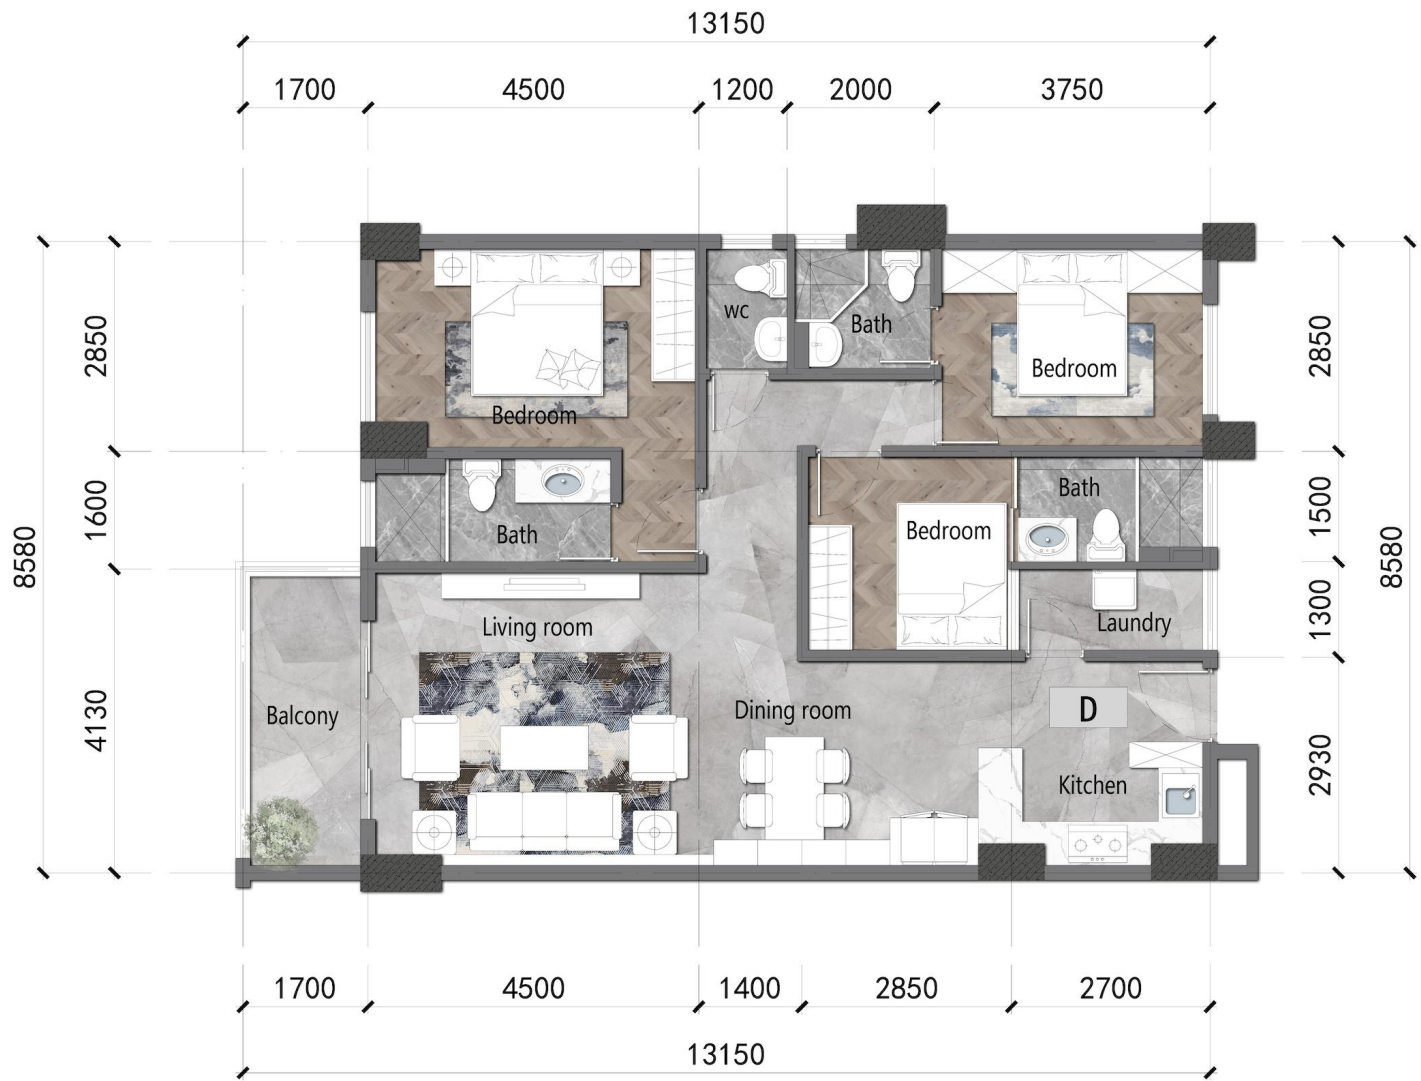 13150
1700 4500 1200 2000 3750
wc
Bath
Bedroom
Bedroom
2850
2850
Bath
Bedroom
Bath
1600
1500
8580
8580
Living room
Laundry
1300
Balcony
Dining room
D
Kitchen
4130
2930
1700 4500 1400 2850 2700
13150